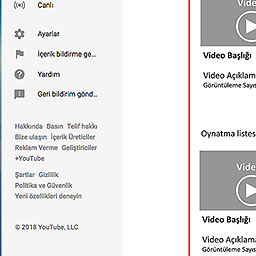 Canlı
Ayarlar
İçerik bildirme ge...
Yardım
Geri bildirim gönd...
Hakkında Basın Telif hakkı
Bize ulaşın İçerik Üreticiler
Reklam Verme Geliştiriciler
+YouTube
Şartlar Gizlilik
Politika ve Güvenlik
Yeni özellikleri deneyin
© 2018 YouTube, LLC
Vide
Video Başlığı
Video Açıklam
Görüntüleme Sayıs
Oynatma listes
Vide
Video Başlığı
Video Açıklama
Görüntüleme Sayıs